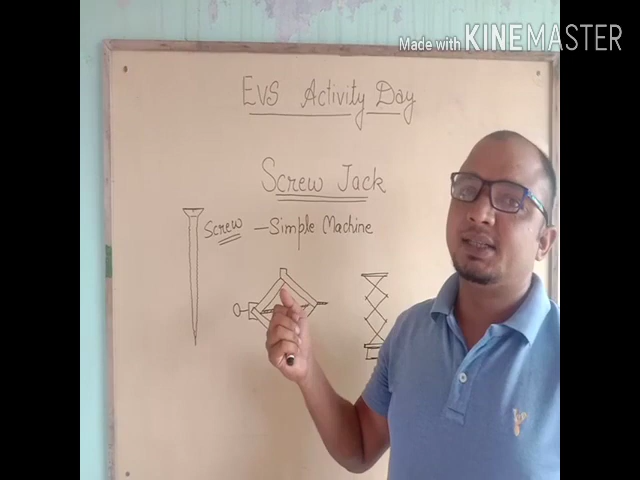 Made with KINEMASTER
EVS Activity Day
Screw Jack
Screw - Simple Machine